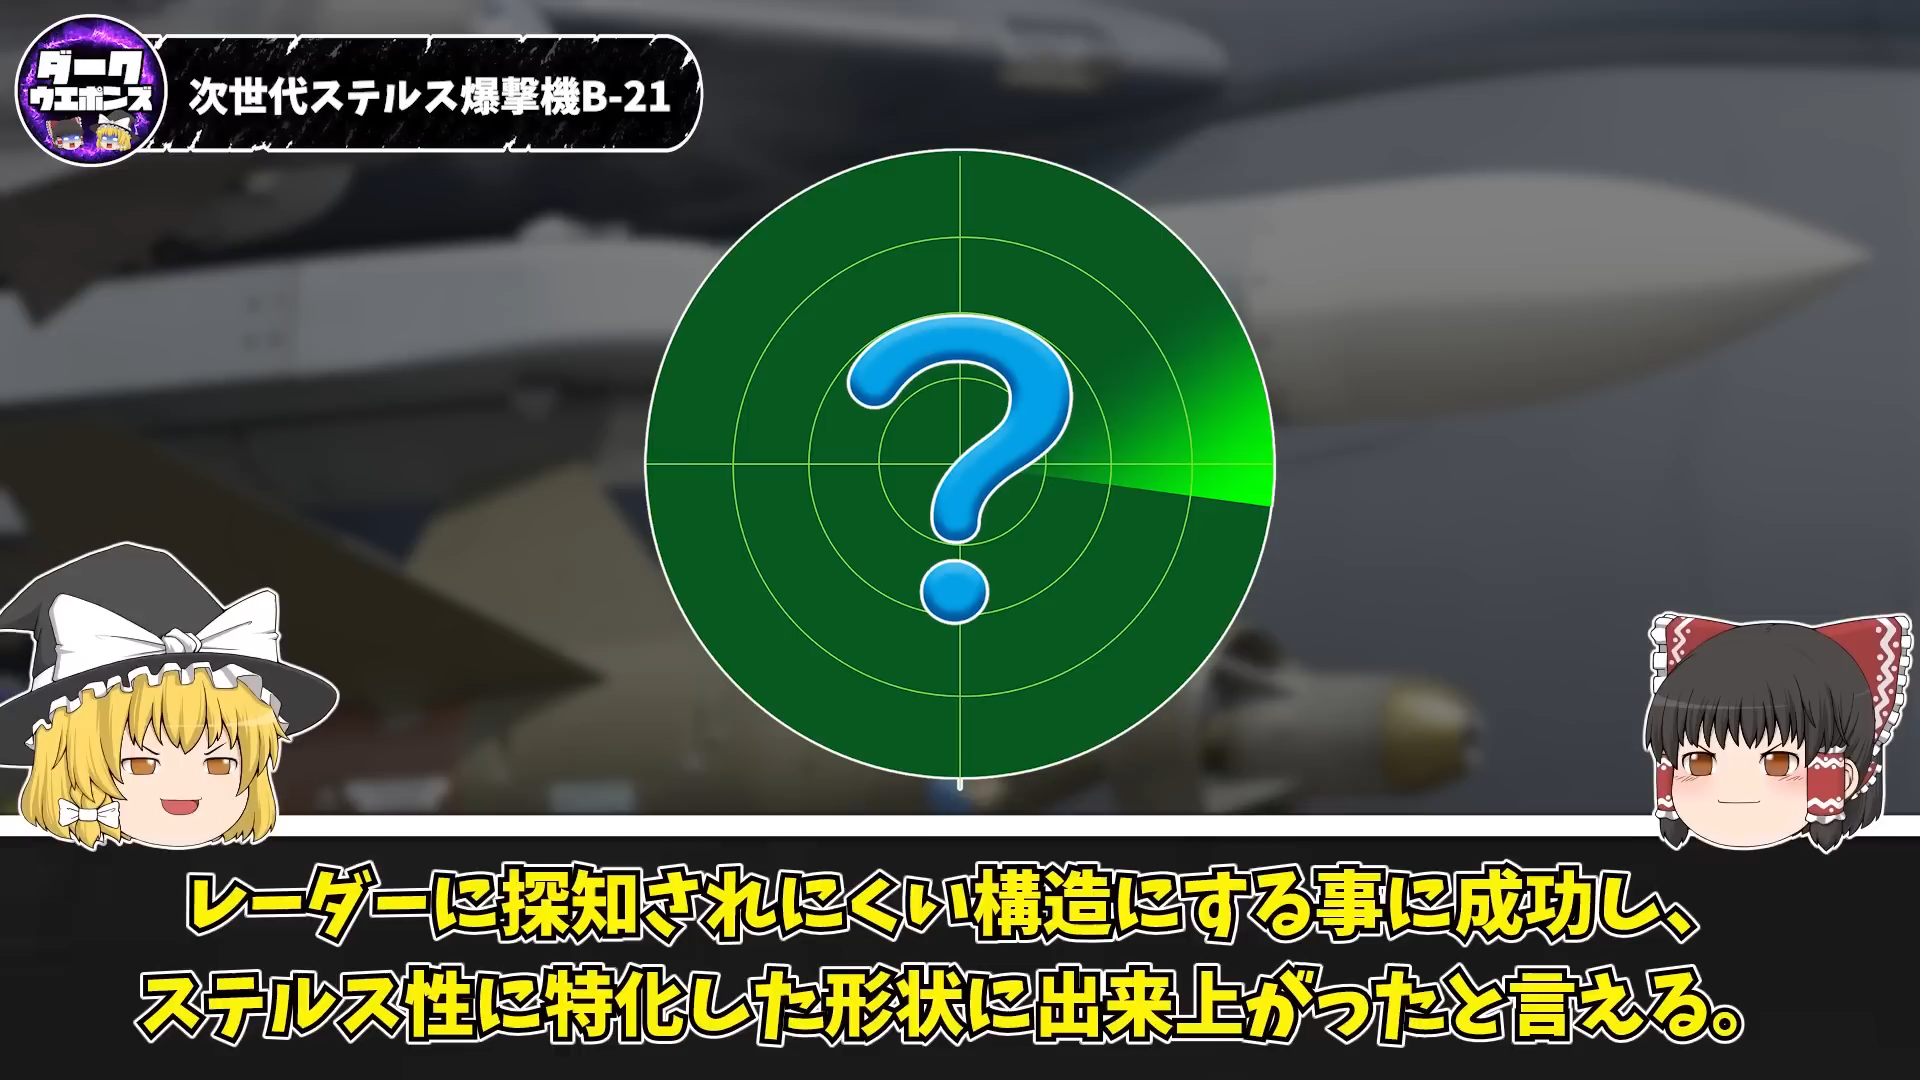 ダーク
ウエポンズ
次世代ステルス爆撃機B-21
レーダーに探知されにくい構造にする事に成功し、
ステルス性に特化した形状に出来上がったと言える。